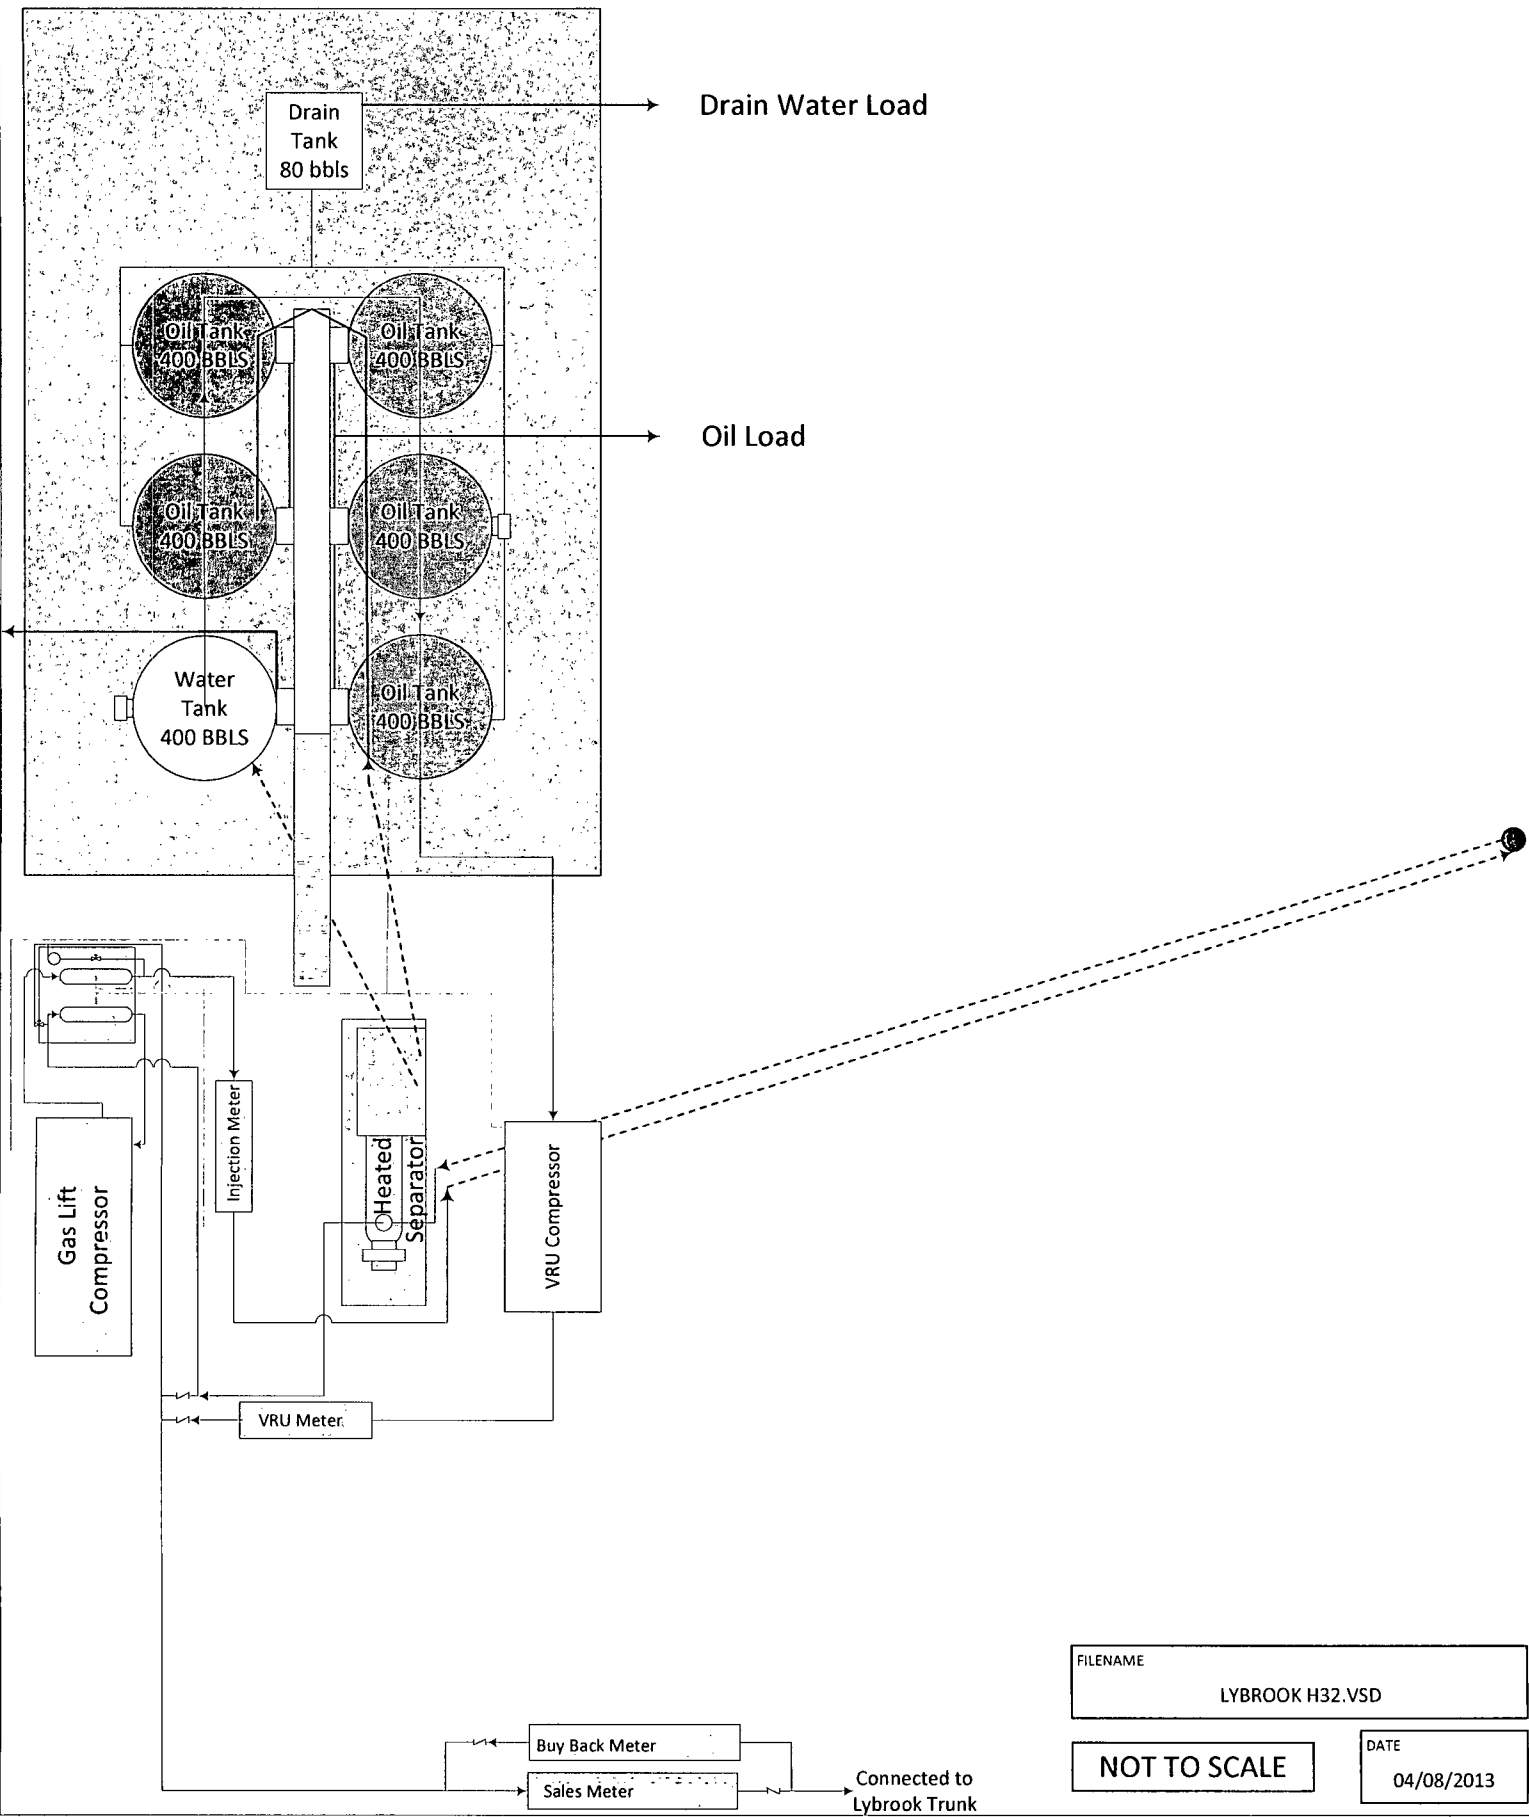 Drain
Tank
80 bbls
Drain Water Load
Oil Tank
400 BBLS
Oil Tank
400 BBLS
Oil Load
Oil Tank
400 BBLS
Oil Tank
400 BBLS
Water
Tank
400 BBLS
Oil Tank
400 BBLS
Gas Lift
Compressor
Injection Meter
Heated
Separator
VRU Compressor
VRU Meter
Buy Back Meter
Sales Meter
Connected to
Lybrook Trunk
FILENAME
LYBROOK H32.VSD
NOT TO SCALE
DATE
04/08/2013